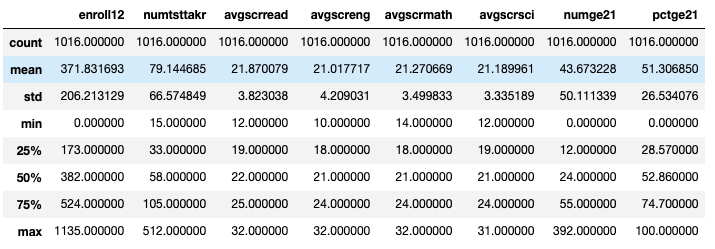 enroll12 numtsttakr avgscrread avgscreng avgscrmath avgscrsci numge21 pctge21
count 1016.000000 1016.000000 1016.000000 1016.000000 1016.000000 1016.000000 1016.000000 1016.000000
mean 371.831693 79.144685 21.870079 21.017717 21.270669 21.189961 43.673228 51.306850
std 206.213129 66.574849 3.823038 4.209031 3.499833 3.335189 50.111339 26.534076
min 0.000000 15.000000 12.000000 10.000000 14.000000 12.000000 0.000000 0.000000
25% 173.000000 33.000000 19.000000 18.000000 18.000000 19.000000 12.000000 28.570000
50% 382.000000 58.000000 22.000000 21.000000 21.000000 21.000000 24.000000 52.860000
75% 524.000000 105.000000 25.000000 24.000000 24.000000 24.000000 55.000000 74.700000
max 1135.000000 512.000000 32.000000 32.000000 32.000000 31.000000 392.000000 100.000000